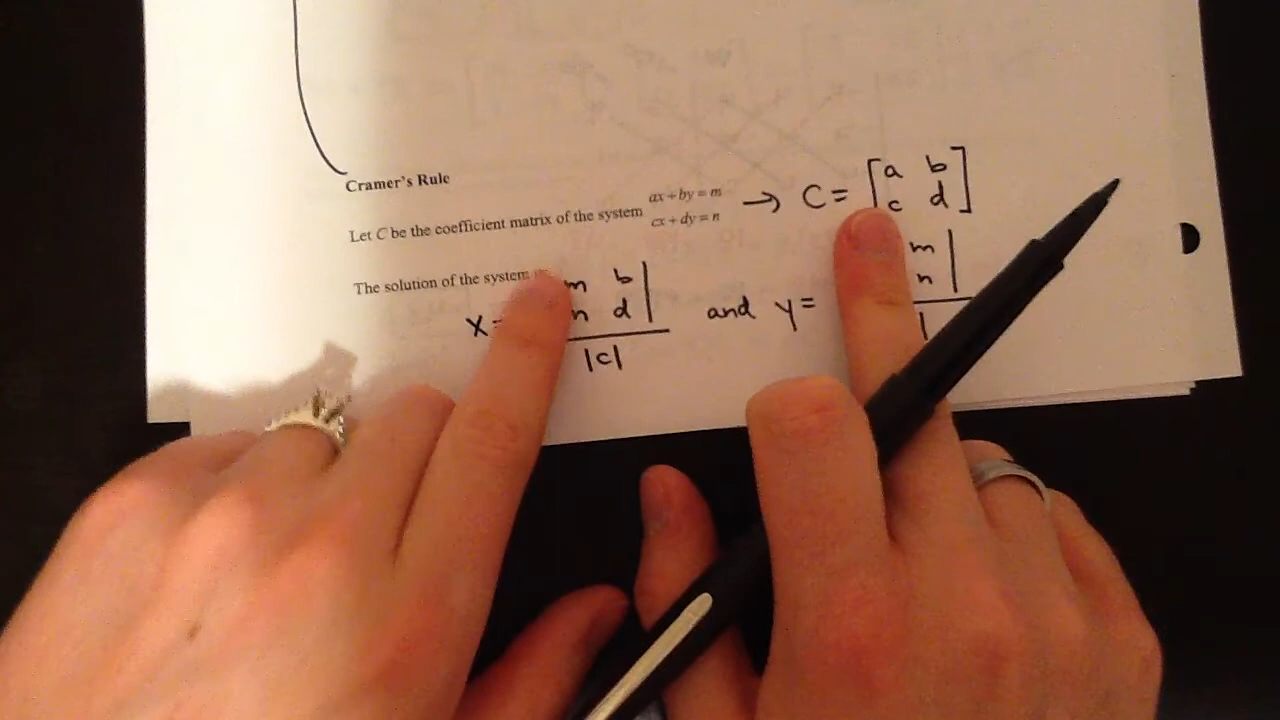 Cramer's Rule
Let C be the coefficient matrix of the system ax + by = m
cx + dy = n
→ C = [a b
c d]
The solution of the system
x = m b|
n d|
|C|
and y = m|
n|
|